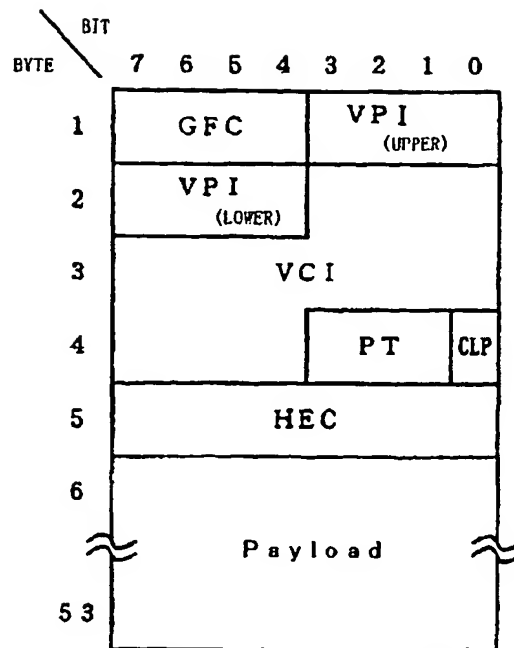 BIT
BYTE 7 6 5 4 3 2 1 0
1 GFC VPI
(UPPER)
2 VPI
(LOWER)
3 VCI
4 PT CLP
5 HEC
6
Payload
53